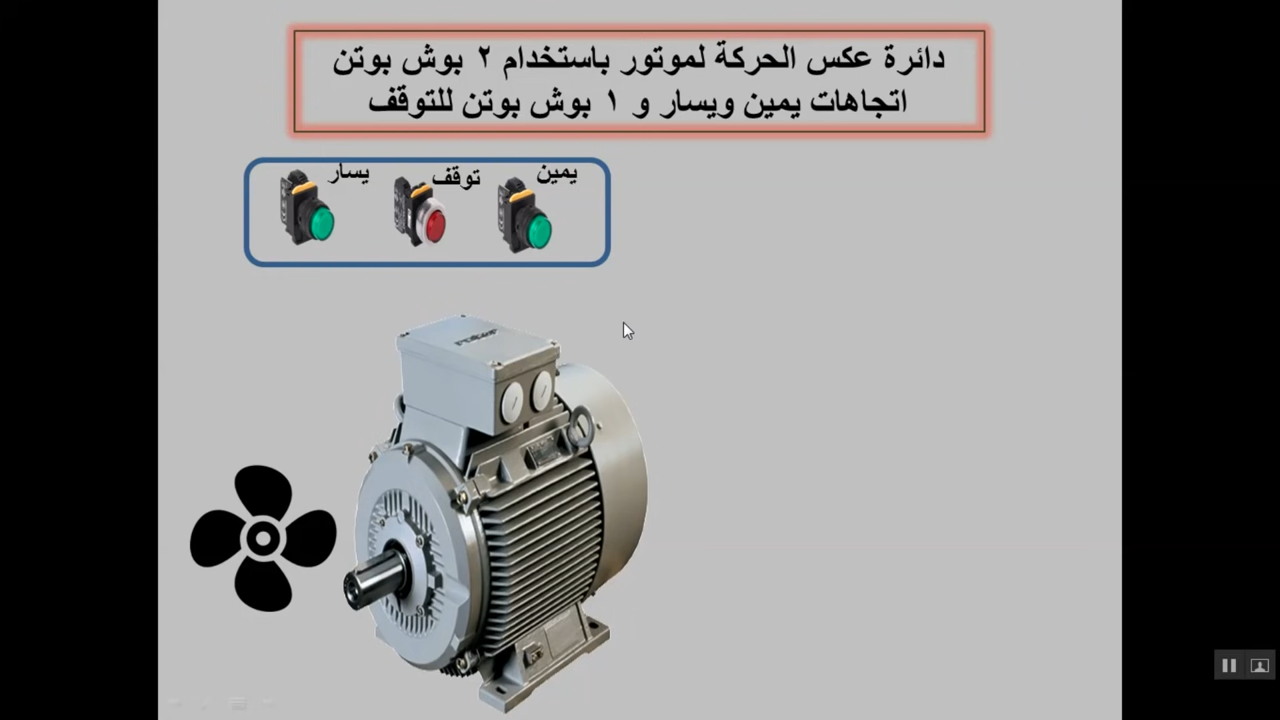 دائرة عكس الحركة لموتور باستخدام ٢ بوش بوتن
اتجاهات يمين ويسار و ١ بوش بوتن للتوقف
يمين
توقف
يسار